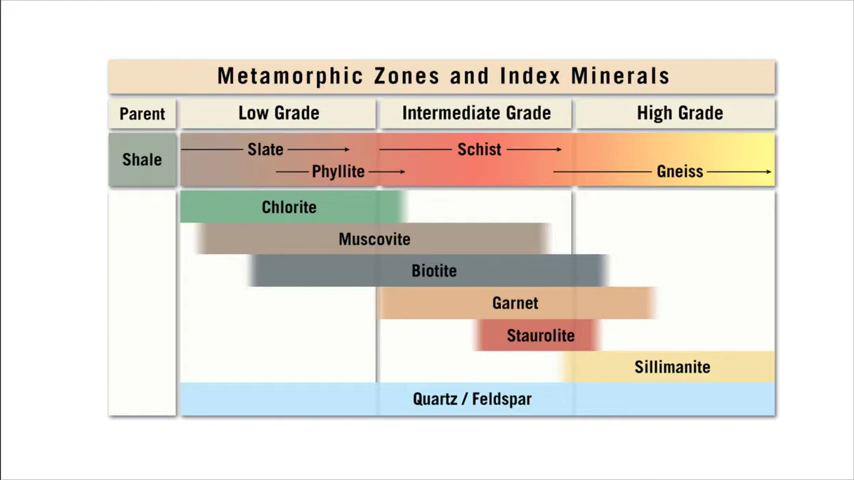 Metamorphic Zones and Index Minerals
Parent Low Grade Intermediate Grade High Grade
Shale
Slate Schist
Phyllite Gneiss
Chlorite
Muscovite
Biotite
Garnet
Staurolite
Sillimanite
Quartz / Feldspar